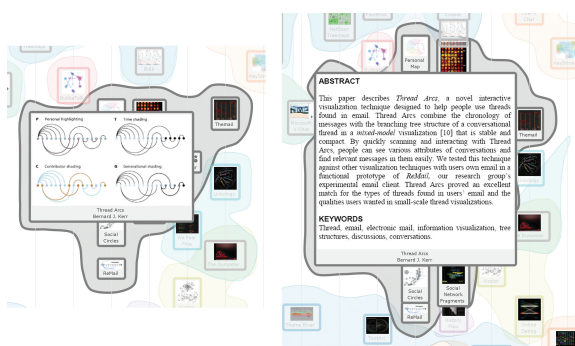 P Personal highlighting
T Time shading
C Contributor shading
G Generational shading
Thread Arcs
Bernard J. Kerr
Themail
Social
Circles
ReMail
Personal
Map
ABSTRACT
This paper describes Thread Arcs, a novel interactive
visualization technique designed to help people use threads
found in email. Thread Arcs combine the chronology of
messages with the branching tree structure of a conversational
thread in a mixed-model visualization [10] that is stable and
compact. By quickly scanning and interacting with Thread
Arcs, people can see various attributes of conversations and
find relevant messages in them easily. We tested this technique
against other visualization techniques with users own email in a
functional prototype of ReMail, our research group's
experimental email client. Thread Arcs proved an excellent
match for the types of threads found in users' email and the
qualities users wanted in small-scale thread visualizations.
KEYWORDS
Thread, email, electronic mail, information visualization, tree
structures, discussions, conversations.
Thread Arcs
Bernard J. Kerr
Themail
Social
Circles
Social
Network
Fragments
ReMail